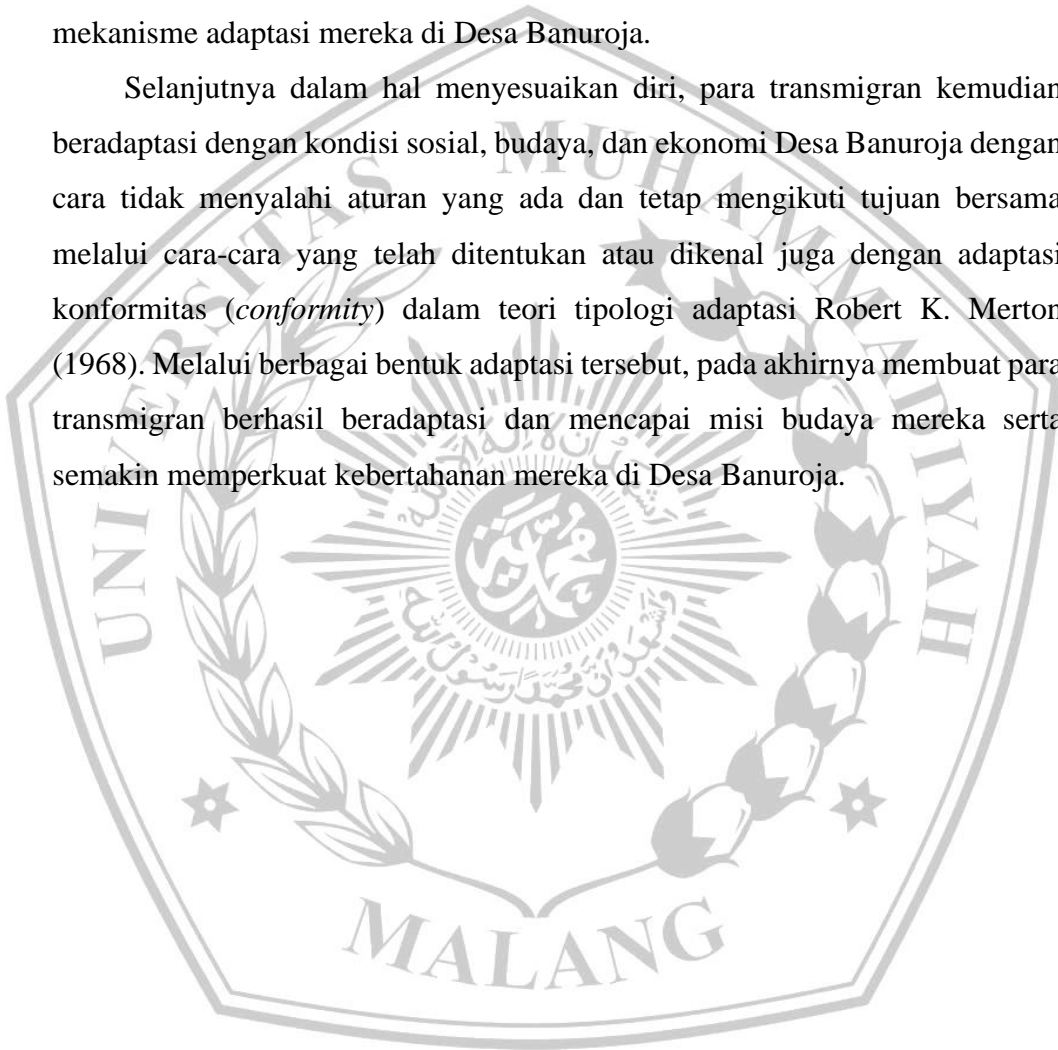 mekanisme adaptasi mereka di Desa Banuroja.
Selanjutnya dalam hal menyesuaikan diri, para transmigran kemudian
beradaptasi dengan kondisi sosial, budaya, dan ekonomi Desa Banuroja dengan
cara tidak menyalahi aturan yang ada dan tetap mengikuti tujuan bersama
melalui cara-cara yang telah ditentukan atau dikenal juga dengan adaptasi
konformitas (conformity) dalam teori tipologi adaptasi Robert K. Merton
(1968). Melalui berbagai bentuk adaptasi tersebut, pada akhirnya membuat para
transmigran berhasil beradaptasi dan mencapai misi budaya mereka serta
semakin memperkuat kebertahanan mereka di Desa Banuroja.
UNIVERSITAS MUHAMMADIYAH
MALANG